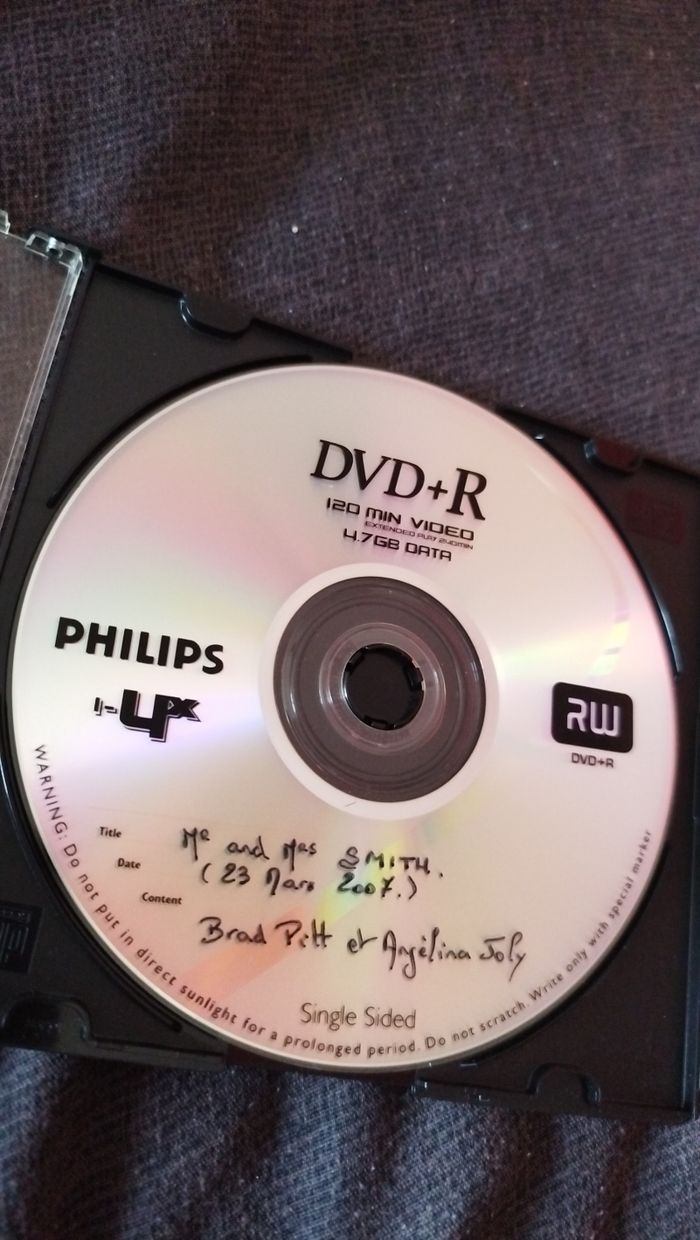 DVD+R
120 MIN VIDEO
EXTENDED PLAY 240MIN
4.7GB DATA
PHILIPS
1-4x
RW
DVD+R
Title
Mr and Mrs SMITH.
Date
(23 Mars 2007.)
Content
Brad Pitt et Angélina Joly
Single Sided
WARNING: Do not put in direct sunlight for a prolonged period. Do not scratch. Write only with special marker